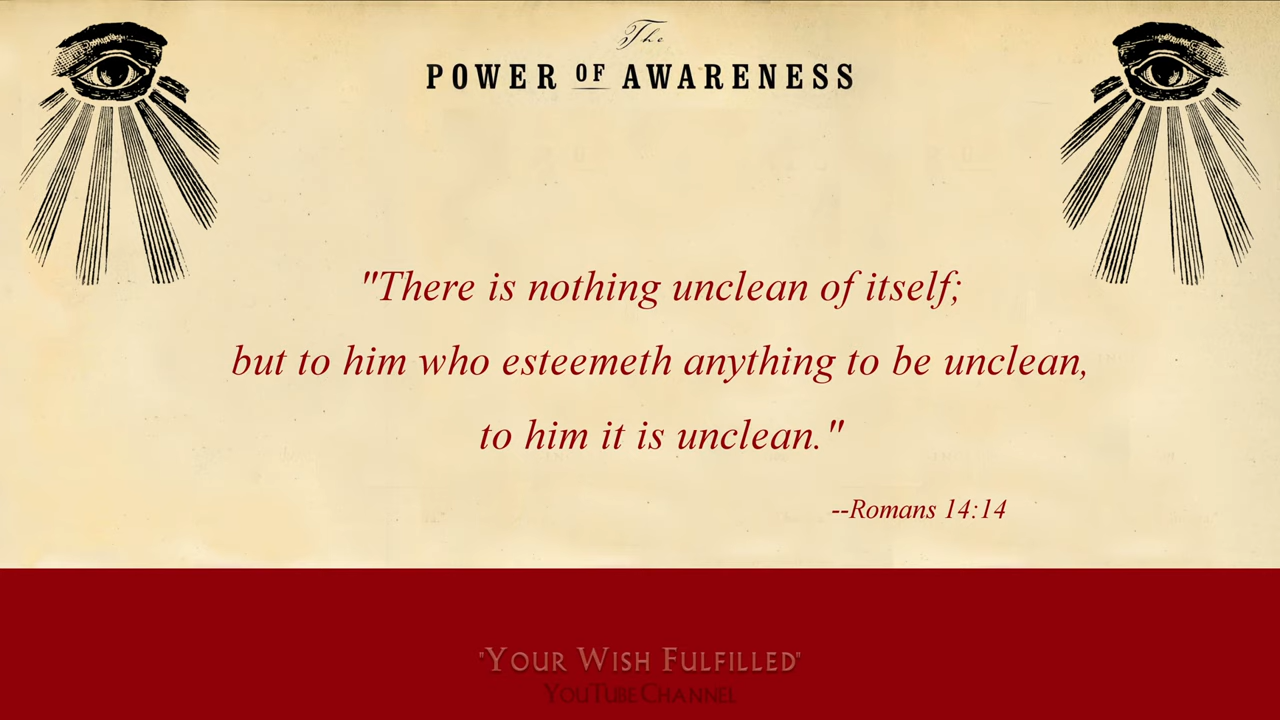 The
POWER OF AWARENESS
"There is nothing unclean of itself;
but to him who esteemeth anything to be unclean,
to him it is unclean."
--Romans 14:14
"YOUR WISH FULFILLED"
YOUTUBE CHANNEL